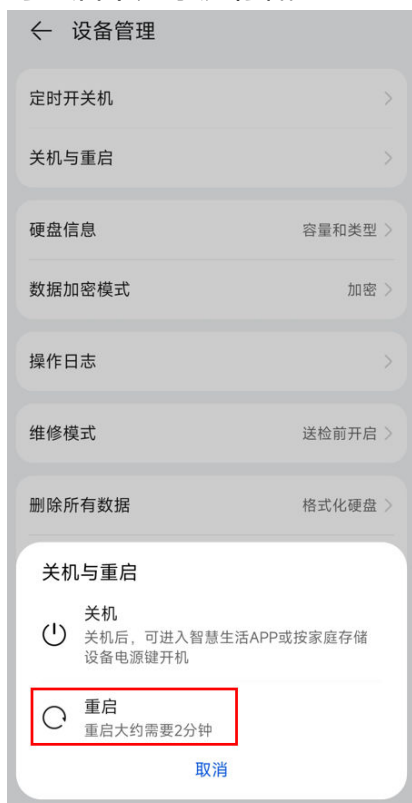 设备管理
定时开关机
关机与重启
硬盘信息 容量和类型
数据加密模式 加密
操作日志
维修模式 送检前开启
删除所有数据 格式化硬盘
关机与重启
关机
关机后，可进入智慧生活APP或按家庭存储
设备电源键开机
重启
重启大约需要2分钟
取消